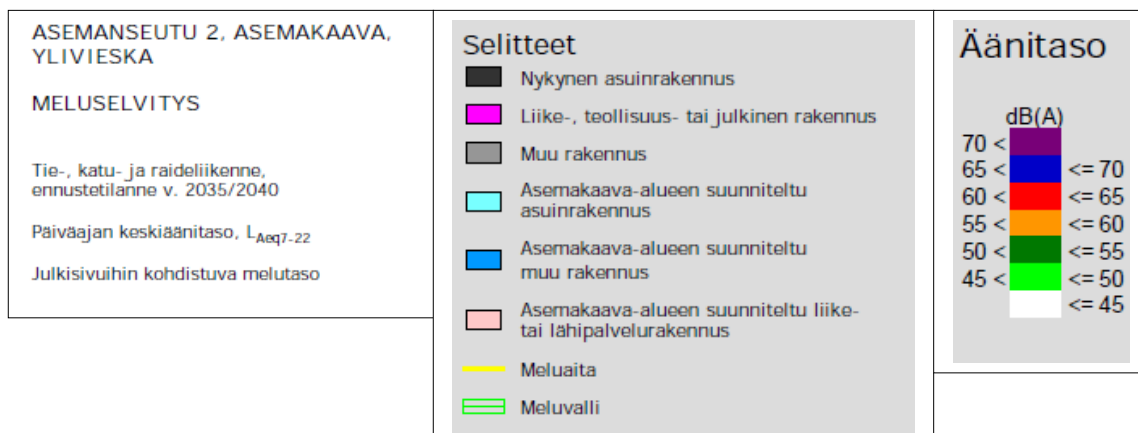 ASEMANSEUTU 2, ASEMAKAAVA,
YLIVIESKA
MELUSELVITYS
Tie-, katu- ja raideliikenne,
ennustetilanne v. 2035/2040
Päiväajan keskiäänitaso, LAeq7-22
Julkisivuihin kohdistuva melutaso
Selitteet
Nykynen asuinrakennus
Liike-, teollisuus- tai julkinen rakennus
Muu rakennus
Asemakaava-alueen suunniteltu
asuinrakennus
Asemakaava-alueen suunniteltu
muu rakennus
Asemakaava-alueen suunniteltu liike-
tai lähipalvelurakennus
Meluaita
Meluvalli
Äänitaso
dB(A)
70 <
65 < <= 70
60 < <= 65
55 < <= 60
50 < <= 55
45 < <= 50
<= 45